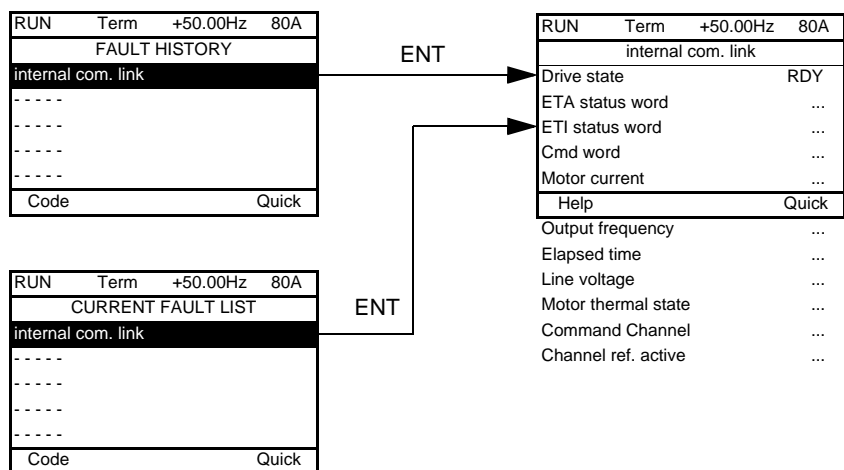 RUN Term +50.00Hz 80A
FAULT HISTORY
internal com. link
- - - - -
- - - - -
- - - - -
- - - - -
Code Quick
ENT
RUN Term +50.00Hz 80A
CURRENT FAULT LIST
internal com. link
- - - - -
- - - - -
- - - - -
- - - - -
Code Quick
ENT
RUN Term +50.00Hz 80A
internal com. link
Drive state RDY
ETA status word ...
ETI status word ...
Cmd word ...
Motor current ...
Help Quick
Output frequency ...
Elapsed time ...
Line voltage ...
Motor thermal state ...
Command Channel ...
Channel ref. active ...